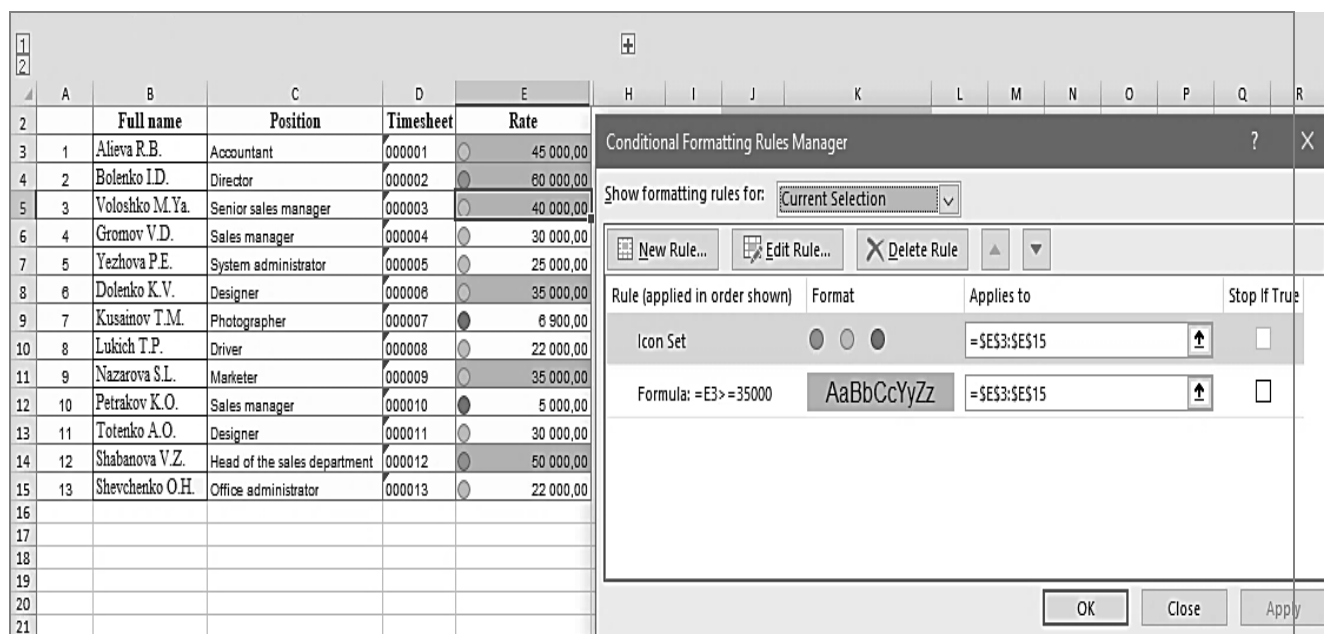 1
2
A B C D E H I J K L M N O P Q R
2 Full name Position Timesheet Rate
3 1 Alieva R.B. Accountant 000001 45 000,00
4 2 Bolenko I.D. Director 000002 60 000,00
5 3 Voloshko M.Ya. Senior sales manager 000003 40 000,00
6 4 Gromov V.D. Sales manager 000004 30 000,00
7 5 Yezhova P.E. System administrator 000005 25 000,00
8 6 Dolenko K.V. Designer 000006 35 000,00
9 7 Kusainov T.M. Photographer 000007 6 900,00
10 8 Lukich T.P. Driver 000008 22 000,00
11 9 Nazarova S.L. Marketer 000009 35 000,00
12 10 Petrakov K.O. Sales manager 000010 5 000,00
13 11 Totenko A.O. Designer 000011 30 000,00
14 12 Shabanova V.Z. Head of the sales department 000012 50 000,00
15 13 Shevchenko O.H. Office administrator 000013 22 000,00
16
17
18
19
20
21
Conditional Formatting Rules Manager ? X
Show formatting rules for: Current Selection
New Rule... Edit Rule... Delete Rule
Rule (applied in order shown) Format Applies to Stop If True
Icon Set =$E$3:$E$15
Formula: =E3>=35000 AaBbCcYyZz =$E$3:$E$15
OK Close Apply